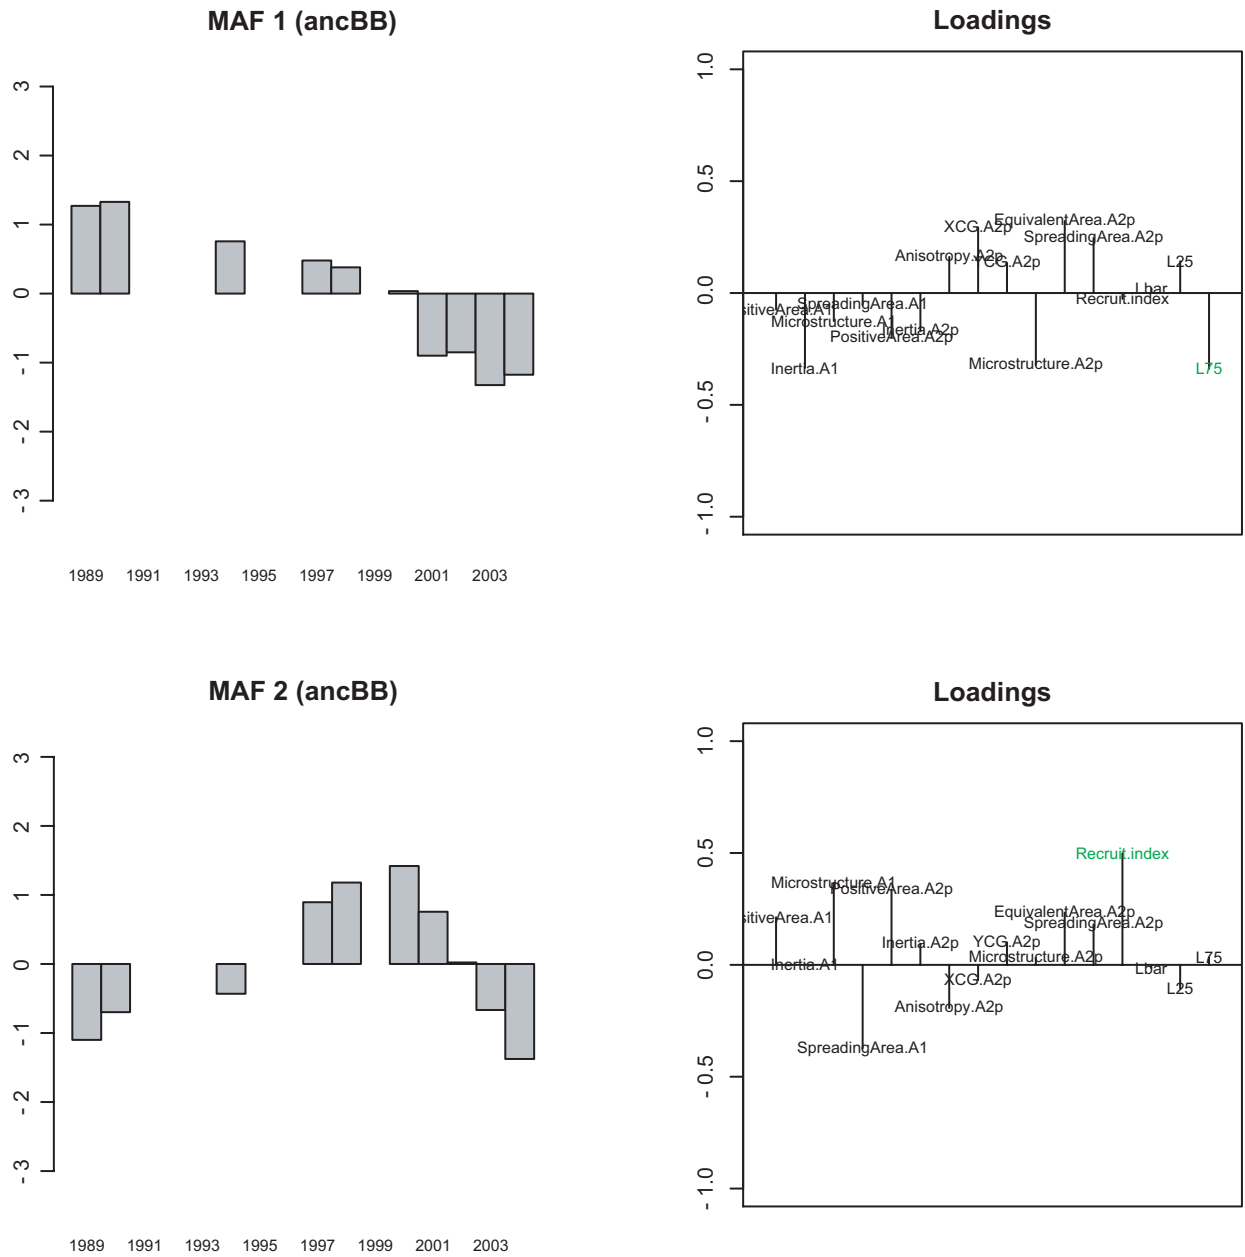 MAF 1 (ancBB)
Loadings
3
2
1
0
- 1
- 2
- 3
1989 1991 1993 1995 1997 1999 2001 2003
1.0
0.5
0.0
- 0.5
- 1.0
EquivalentArea.A2p
XCG.A2p
SpreadingArea.A2p
Anisotropy.A2p
YCG.A2p
L25
Lbar
Recruit.index
SpreadingArea.A1
sitiveArea.A1
Microstructure.A1
Inertia.A2p
PositiveArea.A2p
Microstructure.A2p
Inertia.A1
L75
MAF 2 (ancBB)
Loadings
3
2
1
0
- 1
- 2
- 3
1989 1991 1993 1995 1997 1999 2001 2003
1.0
0.5
0.0
- 0.5
- 1.0
Recruit.index
Microstructure.A1
PositiveArea.A2p
EquivalentArea.A2p
sitiveArea.A1
SpreadingArea.A2p
Inertia.A2p
YCG.A2p
Microstructure.A2p
L75
Inertia.A1
Lbar
XCG.A2p
L25
Anisotropy.A2p
SpreadingArea.A1